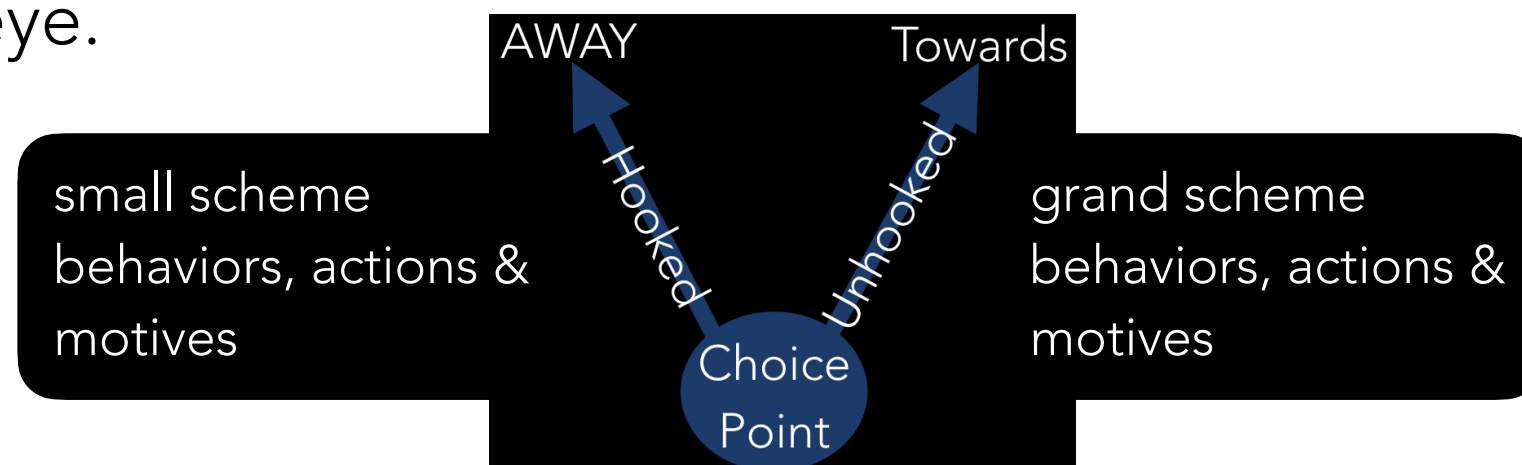 eye.
AWAY
Towards
small scheme
behaviors, actions &
motives
Hooked
Unhooked
grand scheme
behaviors, actions &
motives
Choice
Point